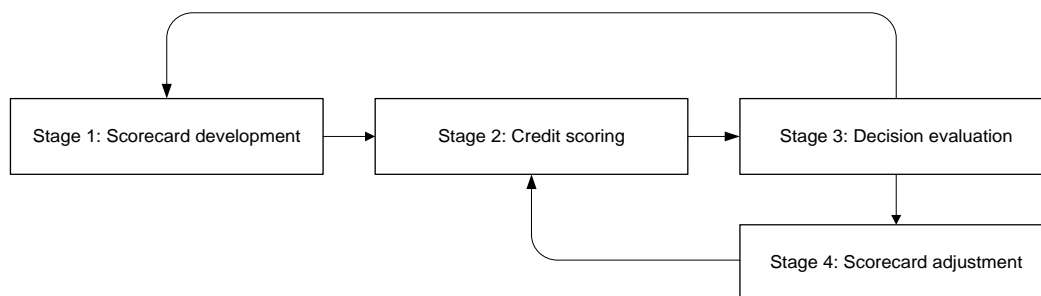 Stage 1: Scorecard development
Stage 2: Credit scoring
Stage 3: Decision evaluation
Stage 4: Scorecard adjustment